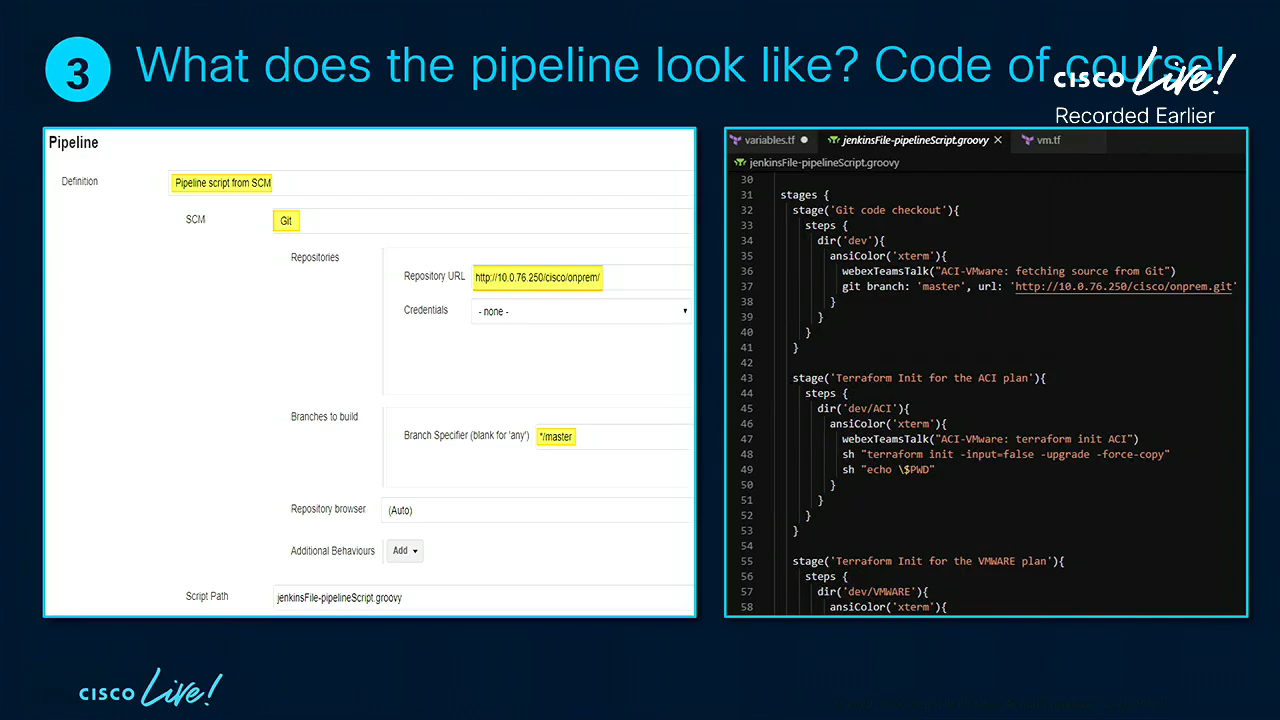 3 What does the pipeline look like? Code of course!
CISCO Live!
Recorded Earlier
Pipeline
Definition Pipeline script from SCM
SCM Git
Repositories
Repository URL http://10.0.76.250/cisco/onprem/
Credentials - none -
Branches to build
Branch Specifier (blank for 'any') */master
Repository browser (Auto)
Additional Behaviours Add
Script Path jenkinsFile-pipelineScript.groovy
variables.tf jenkinsFile-pipelineScript.groovy vm.tf
jenkinsFile-pipelineScript.groovy
30
31 stages {
32 stage('Git code checkout'){
33 steps {
34 dir('dev'){
35 ansiColor('xterm'){
36 webexTeamsTalk("ACI-VMware: fetching source from Git")
37 git branch: 'master', url: 'http://10.0.76.250/cisco/onprem.git'
38 }
39 }
40 }
41 }
42
43 stage('Terraform Init for the ACI plan'){
44 steps {
45 dir('dev/ACI'){
46 ansiColor('xterm'){
47 webexTeamsTalk("ACI-VMware: terraform init ACI")
48 sh "terraform init -input=false -upgrade -force-copy"
49 sh "echo \$PWD"
50 }
51 }
52 }
53 }
54
55 stage('Terraform Init for the VMWARE plan'){
56 steps {
57 dir('dev/VMWARE'){
58 ansiColor('xterm'){
CISCO Live!